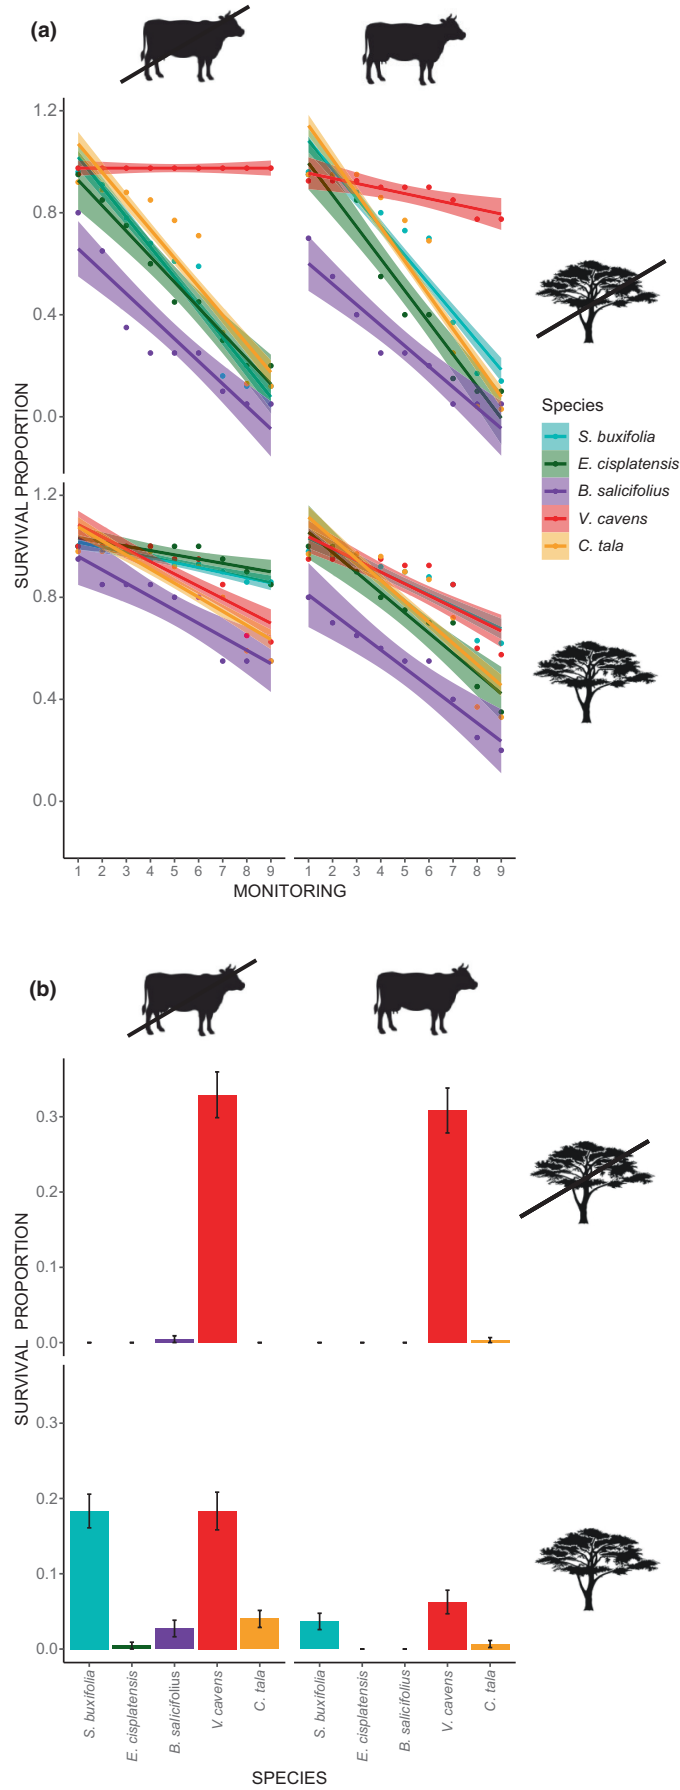 (a)
1.2
0.8
0.4
0.0
1.2
0.8
0.4
0.0
SURVIVAL PROPORTION
Species
S. buxifolia
E. cisplatensis
B. salicifolius
V. cavens
C. tala
1 2 3 4 5 6 7 8 9 1 2 3 4 5 6 7 8 9
MONITORING
(b)
0.3
0.2
0.1
0.0
0.3
0.2
0.1
0.0
SURVIVAL PROPORTION
S. buxifolia
E. cisplatensis
B. salicifolius
V. cavens
C. tala
S. buxifolia
E. cisplatensis
B. salicifolius
V. cavens
C. tala
SPECIES